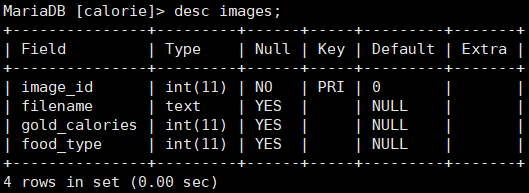 MariaDB [calorie]> desc images;
+---------------+---------+------+-----+---------+-------+
| Field         | Type    | Null | Key | Default | Extra |
+---------------+---------+------+-----+---------+-------+
| image_id      | int(11) | NO   | PRI | 0       |       |
| filename      | text    | YES  |     | NULL    |       |
| gold_calories | int(11) | YES  |     | NULL    |       |
| food_type     | int(11) | YES  |     | NULL    |       |
+---------------+---------+------+-----+---------+-------+
4 rows in set (0.00 sec)